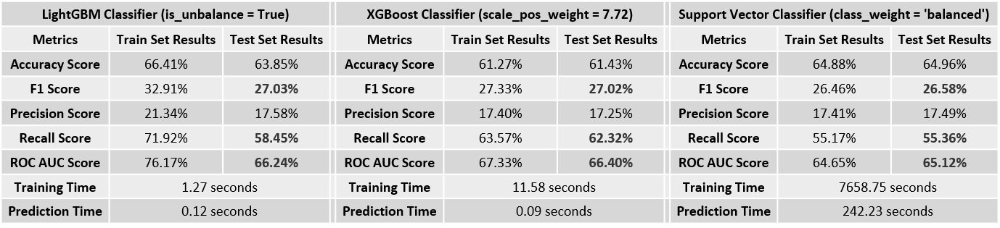 LightGBM Classifier (is_unbalance = True) XGBoost Classifier (scale_pos_weight = 7.72) Support Vector Classifier (class_weight = 'balanced')
Metrics Train Set Results Test Set Results Metrics Train Set Results Test Set Results Metrics Train Set Results Test Set Results
Accuracy Score 66.41% 63.85% Accuracy Score 61.27% 61.43% Accuracy Score 64.88% 64.96%
F1 Score 32.91% 27.03% F1 Score 27.33% 27.02% F1 Score 26.46% 26.58%
Precision Score 21.34% 17.58% Precision Score 17.40% 17.25% Precision Score 17.41% 17.49%
Recall Score 71.92% 58.45% Recall Score 63.57% 62.32% Recall Score 55.17% 55.36%
ROC AUC Score 76.17% 66.24% ROC AUC Score 67.33% 66.40% ROC AUC Score 64.65% 65.12%
Training Time 1.27 seconds Training Time 11.58 seconds Training Time 7658.75 seconds
Prediction Time 0.12 seconds Prediction Time 0.09 seconds Prediction Time 242.23 seconds